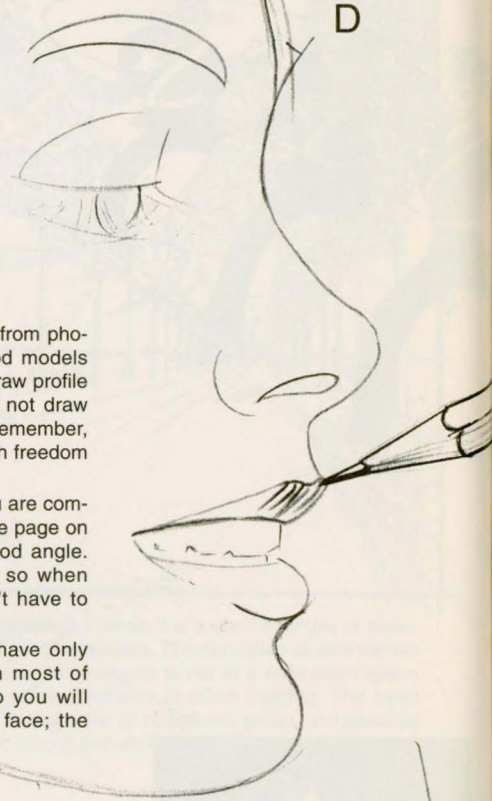 D
from pho-
models
raw profile
not draw
emember,
freedom
are com-
page on
od angle.
so when
't have to
have only
most of
you will
face; the